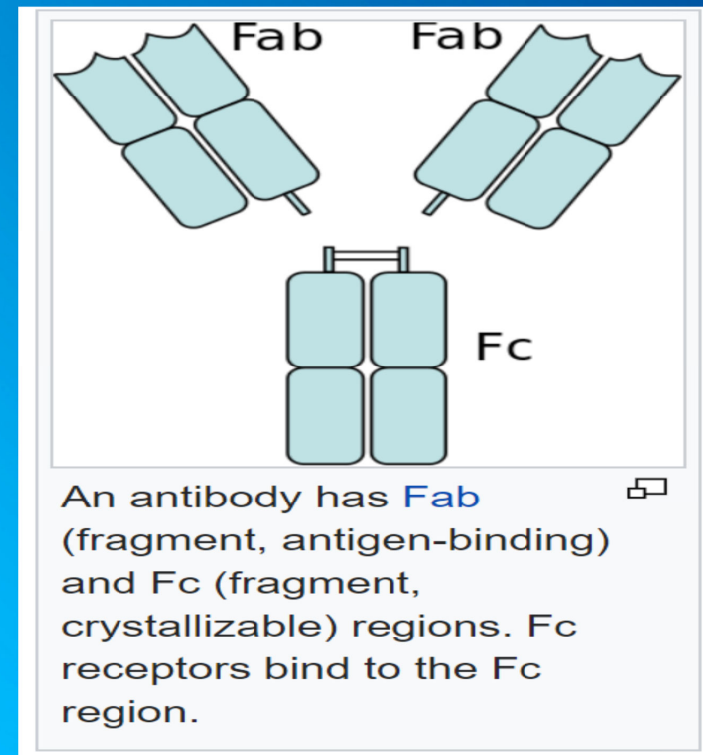 Fab Fab
Fc
An antibody has Fab
(fragment, antigen-binding)
and Fc (fragment,
crystallizable) regions. Fc
receptors bind to the Fc
region.